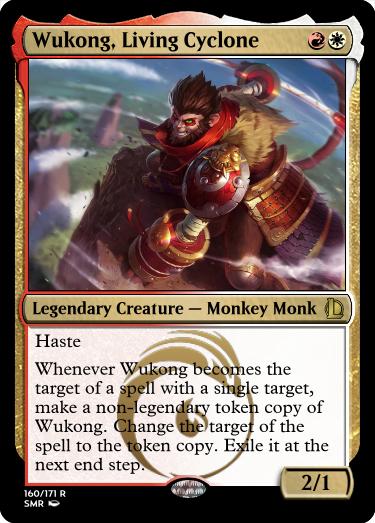 Wukong, Living Cyclone
Legendary Creature — Monkey Monk
Haste
Whenever Wukong becomes the
target of a spell with a single target,
make a non-legendary token copy of
Wukong. Change the target of the
spell to the token copy. Exile it at the
next end step.
2/1
160/171 R
SMR